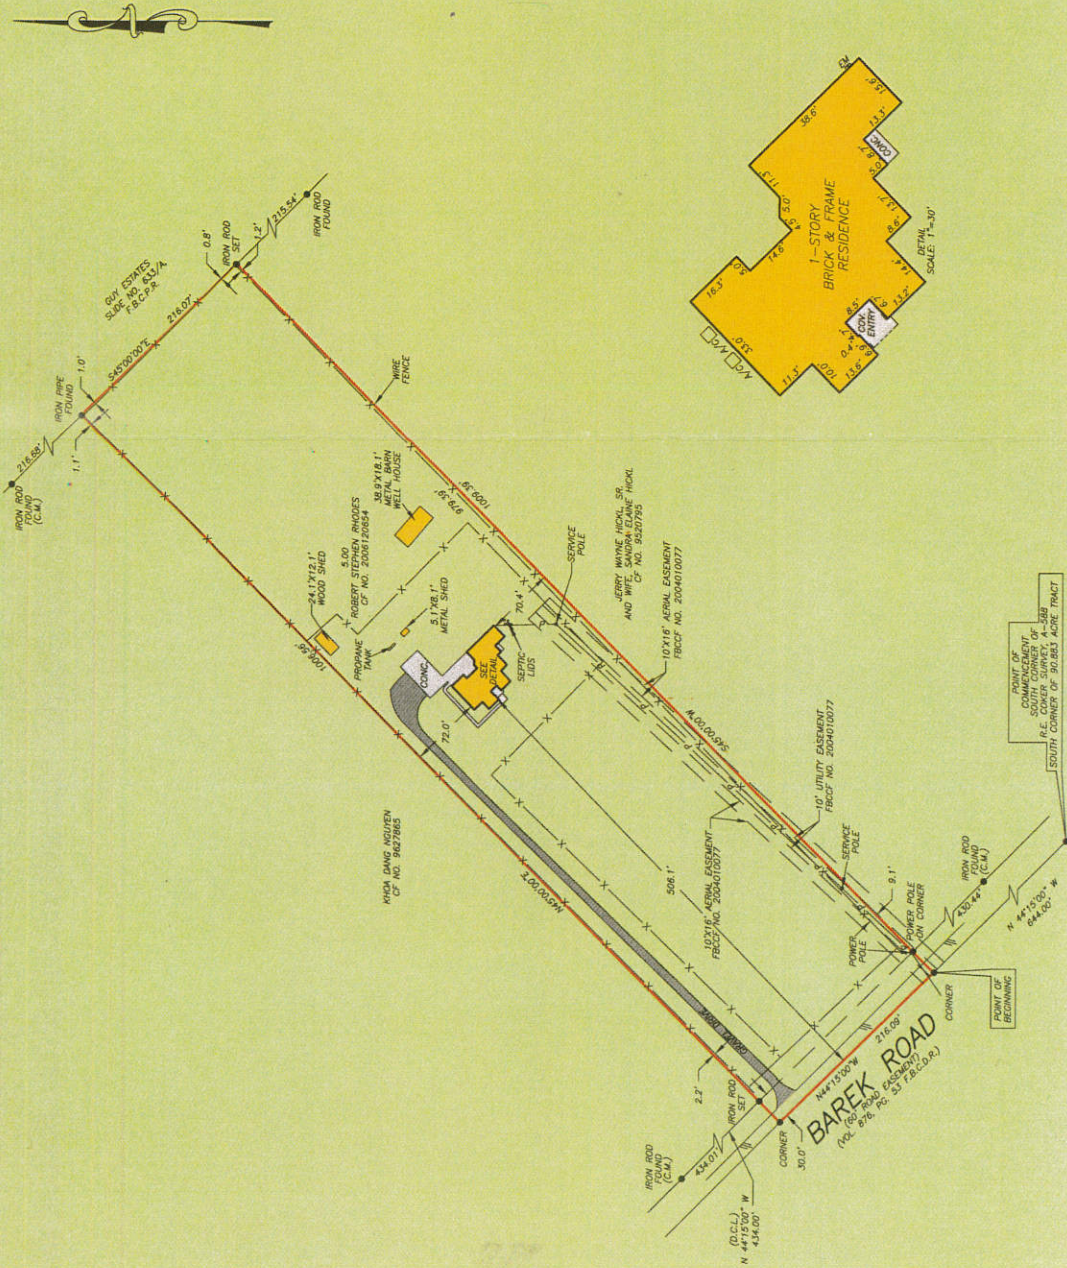 N
GUY ESTATES
SLIDE NO. 633/A
F.B.C.P.R.
0.8'
IRON ROD
SET
1.2'
215.54'
IRON ROD
FOUND
216.07'
S45°00'00"E
1.0'
IRON PIPE
FOUND
1.1'
216.68'
IRON ROD
FOUND
(C.M.)
WIRE
FENCE
38.9'X18.1'
METAL BARN
WELL HOUSE
979.39'
1009.39'
24.1'X12.1'
WOOD SHED
5.00
ROBERT STEPHEN RHODES
CF NO. 2006120854
5.1'X8.1'
METAL SHED
PROPANE
TANK
1006.56'
CONC.
SEE
DETAIL
70.4'
SEPTIC
LIDS
SERVICE
POLE
72.0'
JERRY WAYNE HICKL, SR.
AND WIFE, SANDRA ELAINE HICKL
CF NO. 9520795
10'X16' AERIAL EASEMENT
FBCCF NO. 2004010077
S45°00'00"W
KHOA DANG NGUYEN
CF NO. 9627865
N45°00'00"E
506.1'
10'X16' AERIAL EASEMENT
FBCCF NO. 2004010077
10' UTILITY EASEMENT
FBCCF NO. 2004010077
SERVICE
POLE
9.1'
POWER
POLE
POWER POLE
ON CORNER
GRAVEL DRIVE
2.2'
IRON ROD
SET
CORNER
30.0'
IRON ROD
FOUND
(C.M.)
434.01'
(D.C.L.)
N 44°15'00" W
434.00'
N44°15'00"W
216.09'
BAREK ROAD
(60' ROAD EASEMENT)
(VOL. 876, PG. 53 F.B.C.D.R.)
CORNER
POINT OF
BEGINNING
430.44'
IRON ROD
FOUND
(C.M.)
N 44°15'00" W
644.00'
POINT OF
COMMENCEMENT
SOUTH CORNER OF
R.E. COKER SURVEY, A-588
SOUTH CORNER OF 90.883 ACRE TRACT
EM
15.6'
38.6'
13.3'
CONC.
8.7'
5.0'
11.3'
5.0'
13.7'
14.6'
8.6'
5.0'
16.3'
14.4'
13.2'
1-STORY
BRICK & FRAME
RESIDENCE
A/C
A/C
33.0'
8.5'
COV.
ENTRY
0.4'
11.3'
10.0'
13.6'
DETAIL
SCALE: 1"=30'